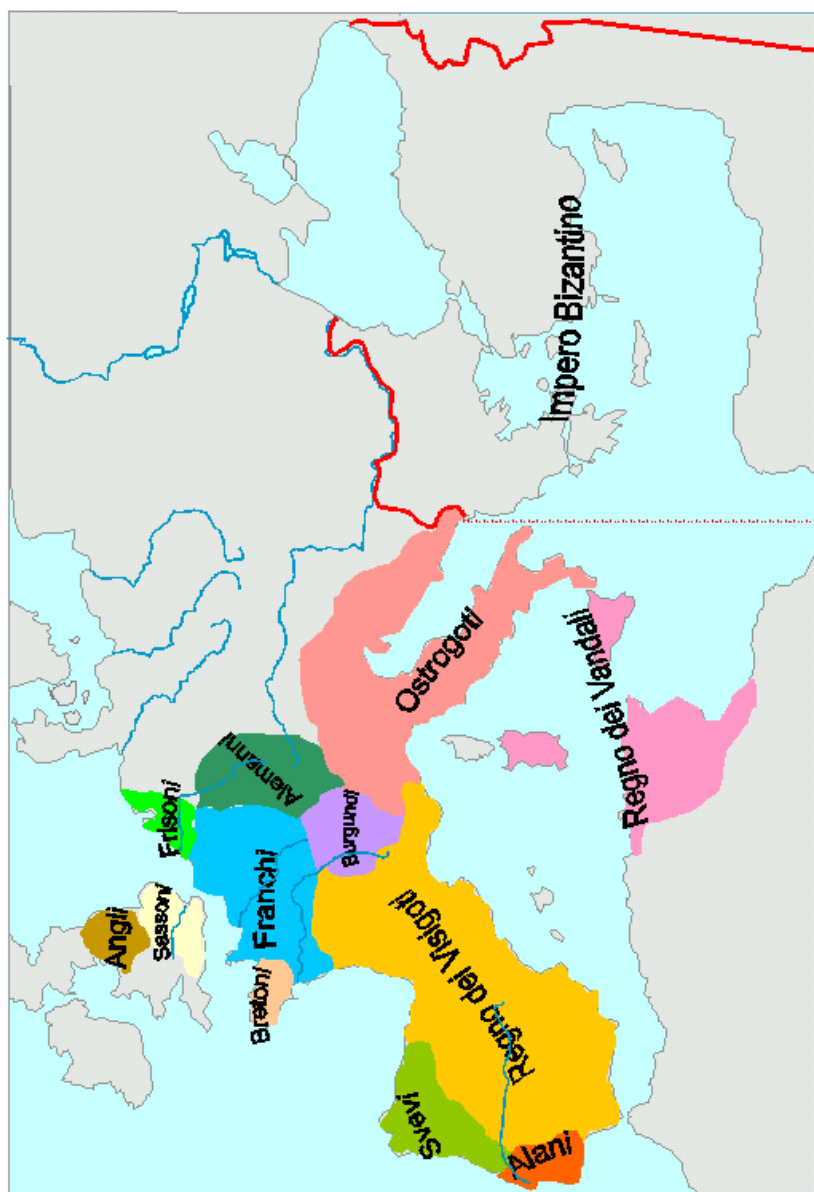 Angli
Sassoni
Frisoni
Bretoni
Franchi
Alemanni
Burgundi
Ostrogoti
Impero Bizantino
Svevi
Alani
Regno dei Visigoti
Regno dei Vandali